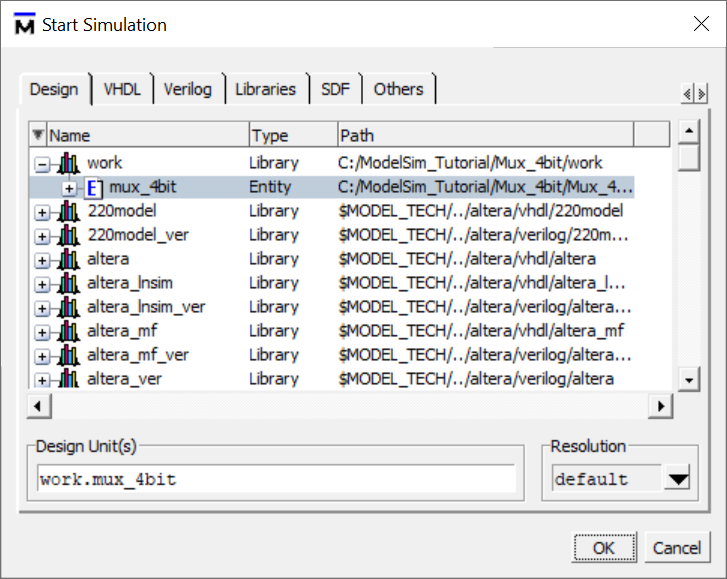 Start Simulation
Design VHDL Verilog Libraries SDF Others
Name Type Path
work Library C:/ModelSim_Tutorial/Mux_4bit/work
E mux_4bit Entity C:/ModelSim_Tutorial/Mux_4bit/Mux_4...
220model Library $MODEL_TECH/../altera/vhdl/220model
220model_ver Library $MODEL_TECH/../altera/verilog/220m...
altera Library $MODEL_TECH/../altera/vhdl/altera
altera_lnsim Library $MODEL_TECH/../altera/vhdl/altera_l...
altera_lnsim_ver Library $MODEL_TECH/../altera/verilog/altera...
altera_mf Library $MODEL_TECH/../altera/vhdl/altera_mf
altera_mf_ver Library $MODEL_TECH/../altera/verilog/altera...
altera_ver Library $MODEL_TECH/../altera/verilog/altera
Design Unit(s) Resolution
work.mux_4bit default
OK Cancel